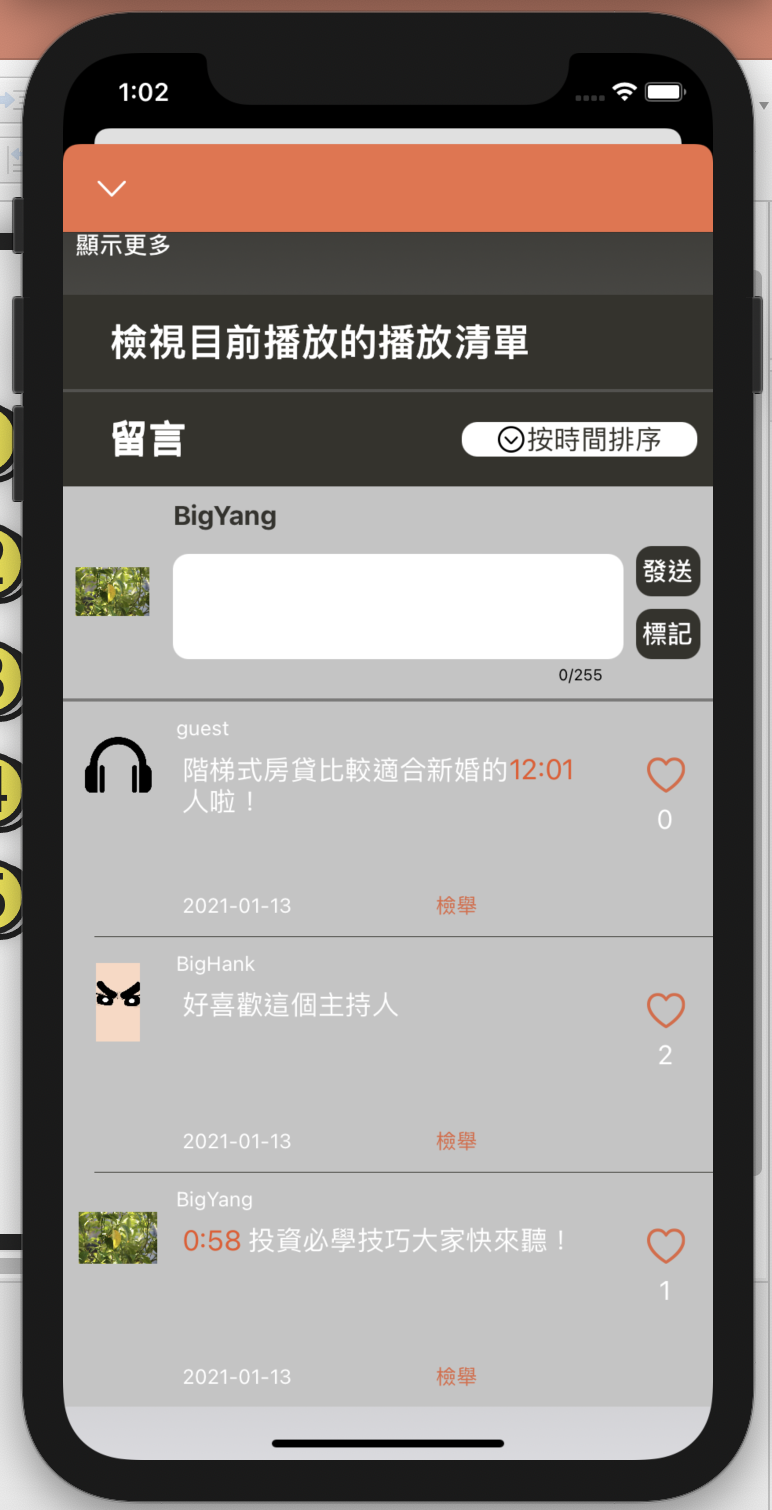 1:02
顯示更多
檢視目前播放的播放清單
留言
按時間排序
BigYang
發送
標記
0/255
guest
階梯式房貸比較適合新婚的12:01
人啦！
0
2021-01-13
檢舉
BigHank
好喜歡這個主持人
2
2021-01-13
檢舉
BigYang
0:58 投資必學技巧大家快來聽！
1
2021-01-13
檢舉